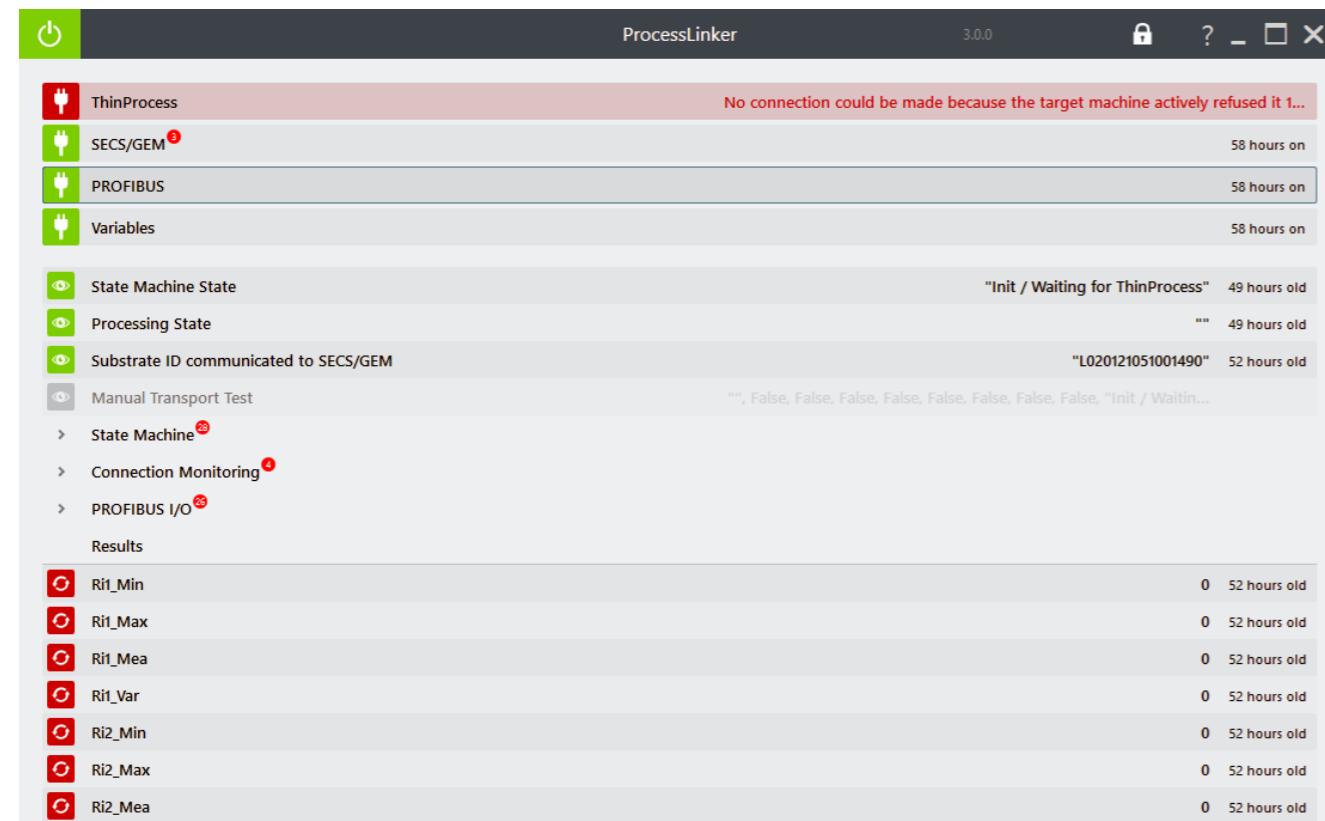 ProcessLinker 3.0.0 ?
ThinProcess No connection could be made because the target machine actively refused it 1...
SECS/GEM 3 58 hours on
PROFIBUS 58 hours on
Variables 58 hours on
State Machine State "Init / Waiting for ThinProcess" 49 hours old
Processing State "" 49 hours old
Substrate ID communicated to SECS/GEM "L020121051001490" 52 hours old
Manual Transport Test "", False, False, False, False, False, False, False, False, "Init / Waitin...
State Machine 28
Connection Monitoring 4
PROFIBUS I/O 26
Results
Ri1_Min 0 52 hours old
Ri1_Max 0 52 hours old
Ri1_Mea 0 52 hours old
Ri1_Var 0 52 hours old
Ri2_Min 0 52 hours old
Ri2_Max 0 52 hours old
Ri2_Mea 0 52 hours old